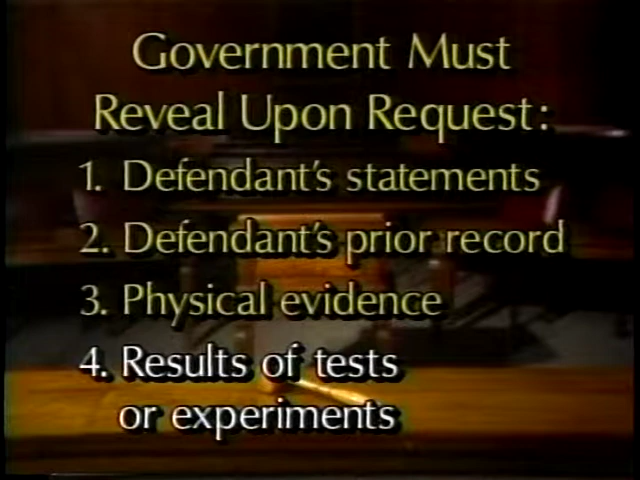 Government Must
Reveal Upon Request:
1. Defendant's statements
2. Defendant's prior record
3. Physical evidence
4. Results of tests
or experiments